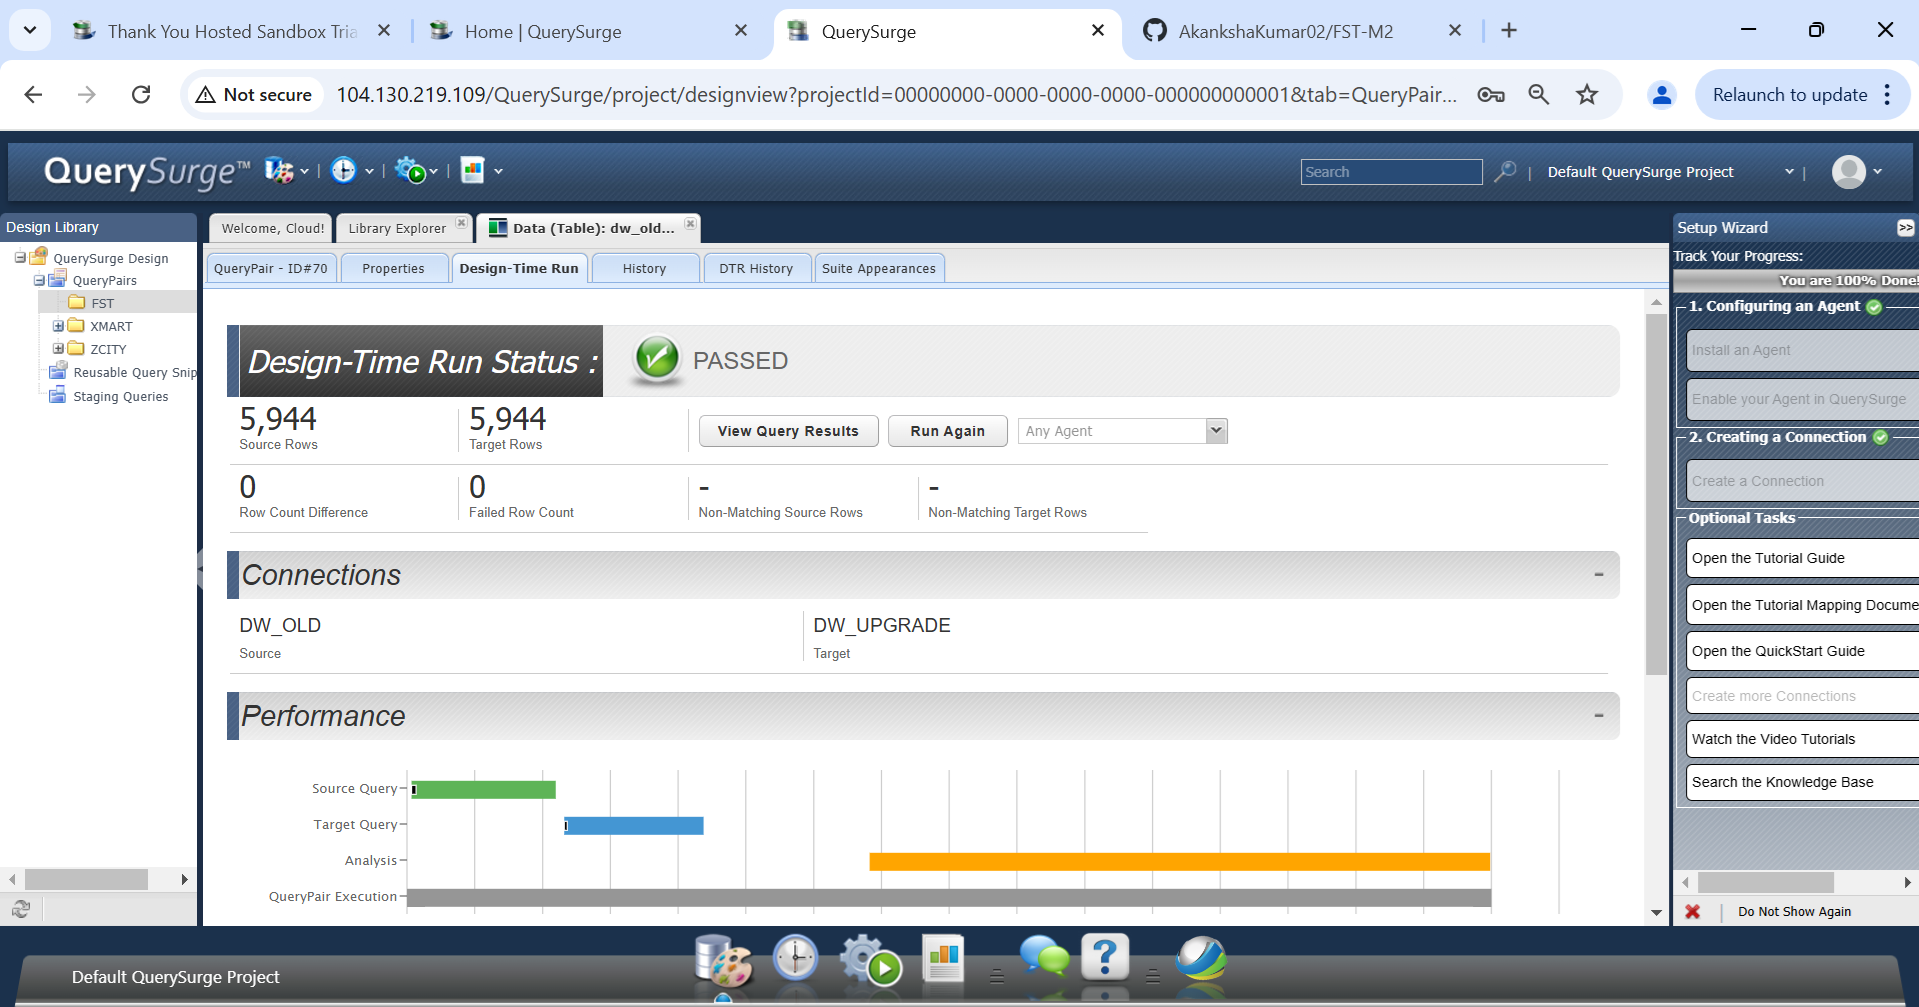 Thank You Hosted Sandbox Tria
Home | QuerySurge
QuerySurge
AkankshaKumar02/FST-M2
Not secure
104.130.219.109/QuerySurge/project/designview?projectId=00000000-0000-0000-0000-000000000001&tab=QueryPair...
Relaunch to update
QuerySurge™
Search
Default QuerySurge Project
Design Library
QuerySurge Design
QueryPairs
FST
XMART
ZCITY
Reusable Query Snip
Staging Queries
Welcome, Cloud!
Library Explorer
Data (Table): dw_old...
QueryPair - ID#70
Properties
Design-Time Run
History
DTR History
Suite Appearances
Design-Time Run Status :
PASSED
5,944
Source Rows
5,944
Target Rows
View Query Results
Run Again
Any Agent
0
Row Count Difference
0
Failed Row Count
-
Non-Matching Source Rows
-
Non-Matching Target Rows
Connections
-
DW_OLD
Source
DW_UPGRADE
Target
Performance
-
Source Query
Target Query
Analysis
QueryPair Execution
Setup Wizard
>>
Track Your Progress:
You are 100% Done!
1. Configuring an Agent
Install an Agent
Enable your Agent in QuerySurge
2. Creating a Connection
Create a Connection
Optional Tasks
Open the Tutorial Guide
Open the Tutorial Mapping Docume
Open the QuickStart Guide
Create more Connections
Watch the Video Tutorials
Search the Knowledge Base
Do Not Show Again
Default QuerySurge Project
?